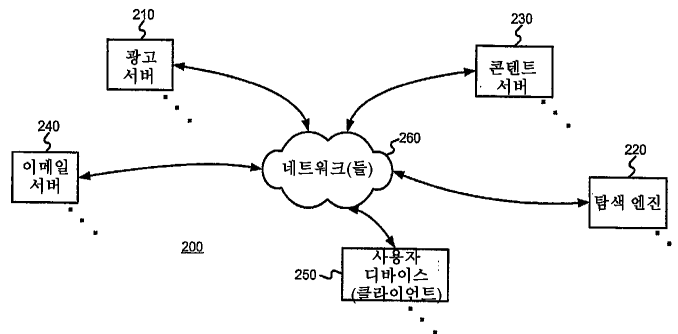 210
광고
서버
230
콘텐트
서버
240
이메일
서버
260
네트워크(들)
220
탐색 엔진
200
250
사용자
디바이스
(클라이언트)